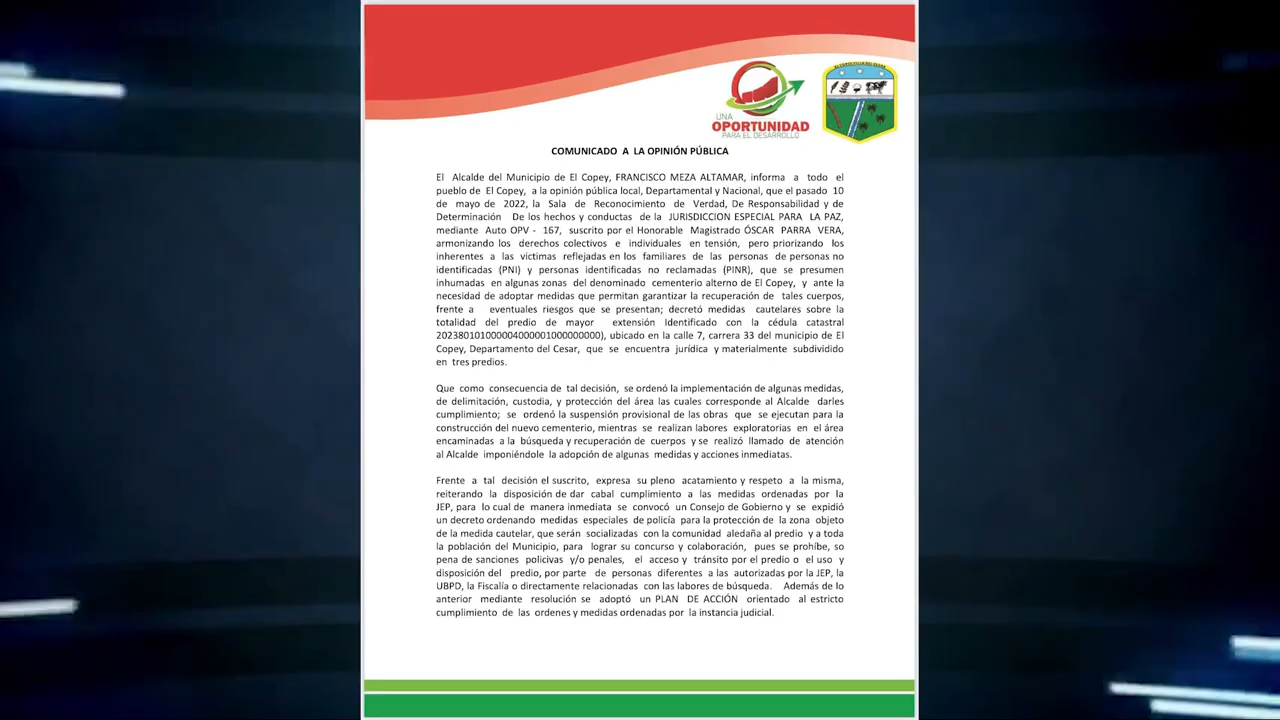 UNA
OPORTUNIDAD
PARA EL DESARROLLO
COMUNICADO A LA OPINIÓN PÚBLICA
El Alcalde del Municipio de El Copey, FRANCISCO MEZA ALTAMAR, informa a todo el
pueblo de El Copey, a la opinión pública local, Departamental y Nacional, que el pasado 10
de mayo de 2022, la Sala de Reconocimiento de Verdad, De Responsabilidad y de
Determinación De los hechos y conductas de la JURISDICCION ESPECIAL PARA LA PAZ,
mediante Auto OPV - 167, suscrito por el Honorable Magistrado ÓSCAR PARRA VERA,
armonizando los derechos colectivos e individuales en tensión, pero priorizando los
inherentes a las víctimas reflejadas en los familiares de las personas de personas no
identificadas (PNI) y personas identificadas no reclamadas (PINR), que se presumen
inhumadas en algunas zonas del denominado cementerio alterno de El Copey, y ante la
necesidad de adoptar medidas que permitan garantizar la recuperación de tales cuerpos,
frente a eventuales riesgos que se presentan; decretó medidas cautelares sobre la
totalidad del predio de mayor extensión Identificado con la cédula catastral
202380101000004000001000000000), ubicado en la calle 7, carrera 33 del municipio de El
Copey, Departamento del Cesar, que se encuentra jurídica y materialmente subdividido
en tres predios.
Que como consecuencia de tal decisión, se ordenó la implementación de algunas medidas,
de delimitación, custodia, y protección del área las cuales corresponde al Alcalde darles
cumplimiento; se ordenó la suspensión provisional de las obras que se ejecutan para la
construcción del nuevo cementerio, mientras se realizan labores exploratorias en el área
encaminadas a la búsqueda y recuperación de cuerpos y se realizó llamado de atención
al Alcalde imponiéndole la adopción de algunas medidas y acciones inmediatas.
Frente a tal decisión el suscrito, expresa su pleno acatamiento y respeto a la misma,
reiterando la disposición de dar cabal cumplimiento a las medidas ordenadas por la
JEP, para lo cual de manera inmediata se convocó un Consejo de Gobierno y se expidió
un decreto ordenando medidas especiales de policía para la protección de la zona objeto
de la medida cautelar, que serán socializadas con la comunidad aledaña al predio y a toda
la población del Municipio, para lograr su concurso y colaboración, pues se prohíbe, so
pena de sanciones policivas y/o penales, el acceso y tránsito por el predio o el uso y
disposición del predio, por parte de personas diferentes a las autorizadas por la JEP, la
UBPD, la Fiscalía o directamente relacionadas con las labores de búsqueda. Además de lo
anterior mediante resolución se adoptó un PLAN DE ACCIÓN orientado al estricto
cumplimiento de las ordenes y medidas ordenadas por la instancia judicial.